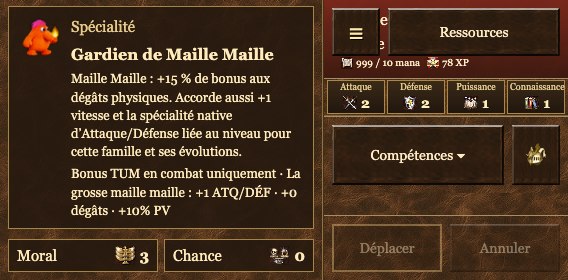 Spécialité
Gardien de Maille Maille
Maille Maille : +15 % de bonus aux
dégâts physiques. Accorde aussi +1
vitesse et la spécialité native
d'Attaque/Défense liée au niveau pour
cette famille et ses évolutions.
Bonus TUM en combat uniquement · La
grosse maille maille : +1 ATQ/DÉF · +0
dégâts · +10% PV
Moral 3
Chance 0
≡
Ressources
e
e
999 / 10 mana 78 XP
Attaque Défense Puissance Connaissance
2 2 1 1
Compétences
Déplacer
Annuler